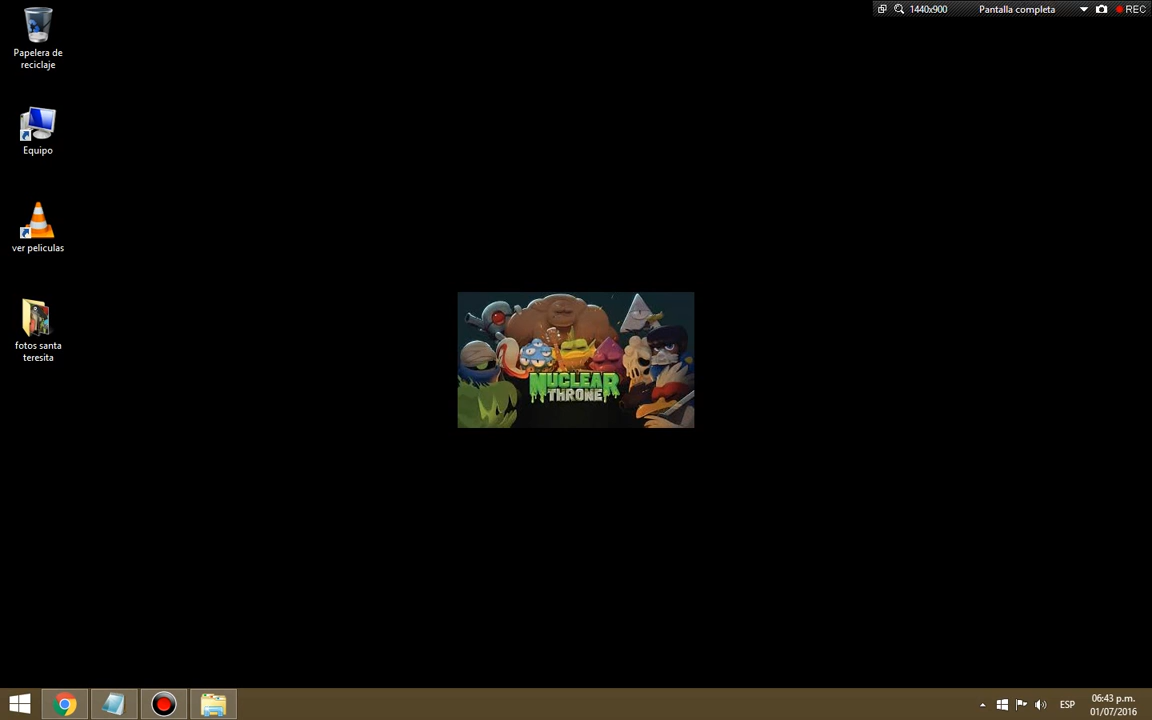 1440x900
Pantalla completa
REC
Papelera de
reciclaje
Equipo
ver peliculas
fotos santa
teresita
NUCLEAR
THRONE
ESP
06:43 p.m.
01/07/2016